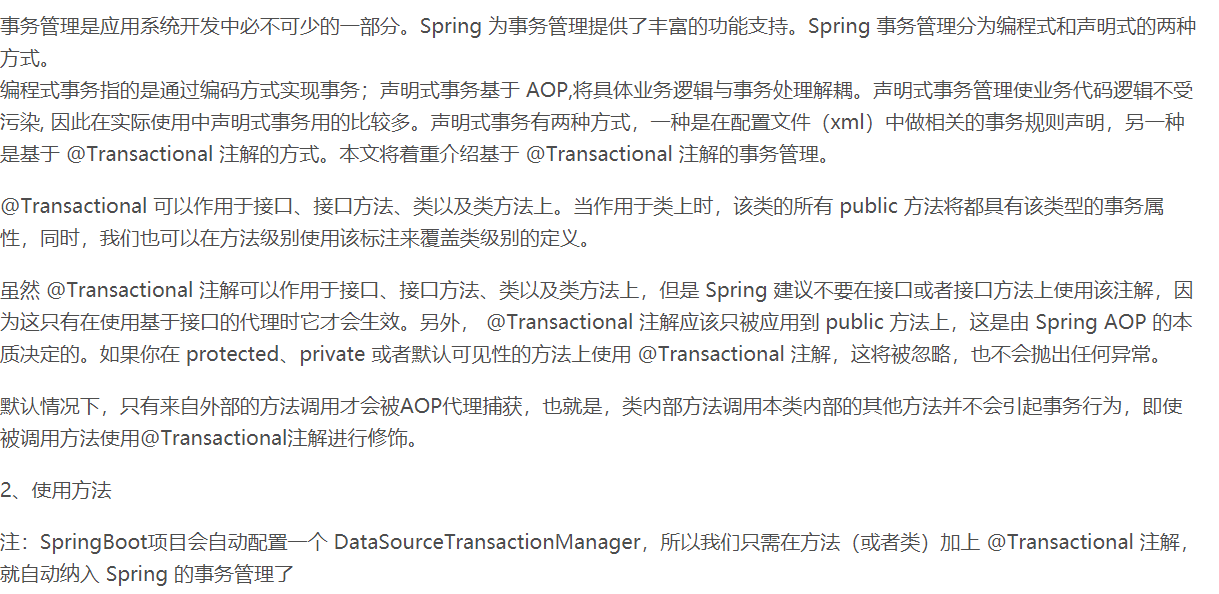 事务管理是应用系统开发中必不可少的一部分。Spring 为事务管理提供了丰富的功能支持。Spring 事务管理分为编程式和声明式的两种
方式。
编程式事务指的是通过编码方式实现事务；声明式事务基于 AOP,将具体业务逻辑与事务处理解耦。声明式事务管理使业务代码逻辑不受
污染, 因此在实际使用中声明式事务用的比较多。声明式事务有两种方式，一种是在配置文件（xml）中做相关的事务规则声明，另一种
是基于 @Transactional 注解的方式。本文将着重介绍基于 @Transactional 注解的事务管理。
@Transactional 可以作用于接口、接口方法、类以及类方法上。当作用于类上时，该类的所有 public 方法将都具有该类型的事务属
性，同时，我们也可以在方法级别使用该标注来覆盖类级别的定义。
虽然 @Transactional 注解可以作用于接口、接口方法、类以及类方法上，但是 Spring 建议不要在接口或者接口方法上使用该注解，因
为这只有在使用基于接口的代理时它才会生效。另外， @Transactional 注解应该只被应用到 public 方法上，这是由 Spring AOP 的本
质决定的。如果你在 protected、private 或者默认可见性的方法上使用 @Transactional 注解，这将被忽略，也不会抛出任何异常。
默认情况下，只有来自外部的方法调用才会被AOP代理捕获，也就是，类内部方法调用本类内部的其他方法并不会引起事务行为，即使
被调用方法使用@Transactional注解进行修饰。
2、使用方法
注：SpringBoot项目会自动配置一个 DataSourceTransactionManager，所以我们只需在方法（或者类）加上 @Transactional 注解，
就自动纳入 Spring 的事务管理了